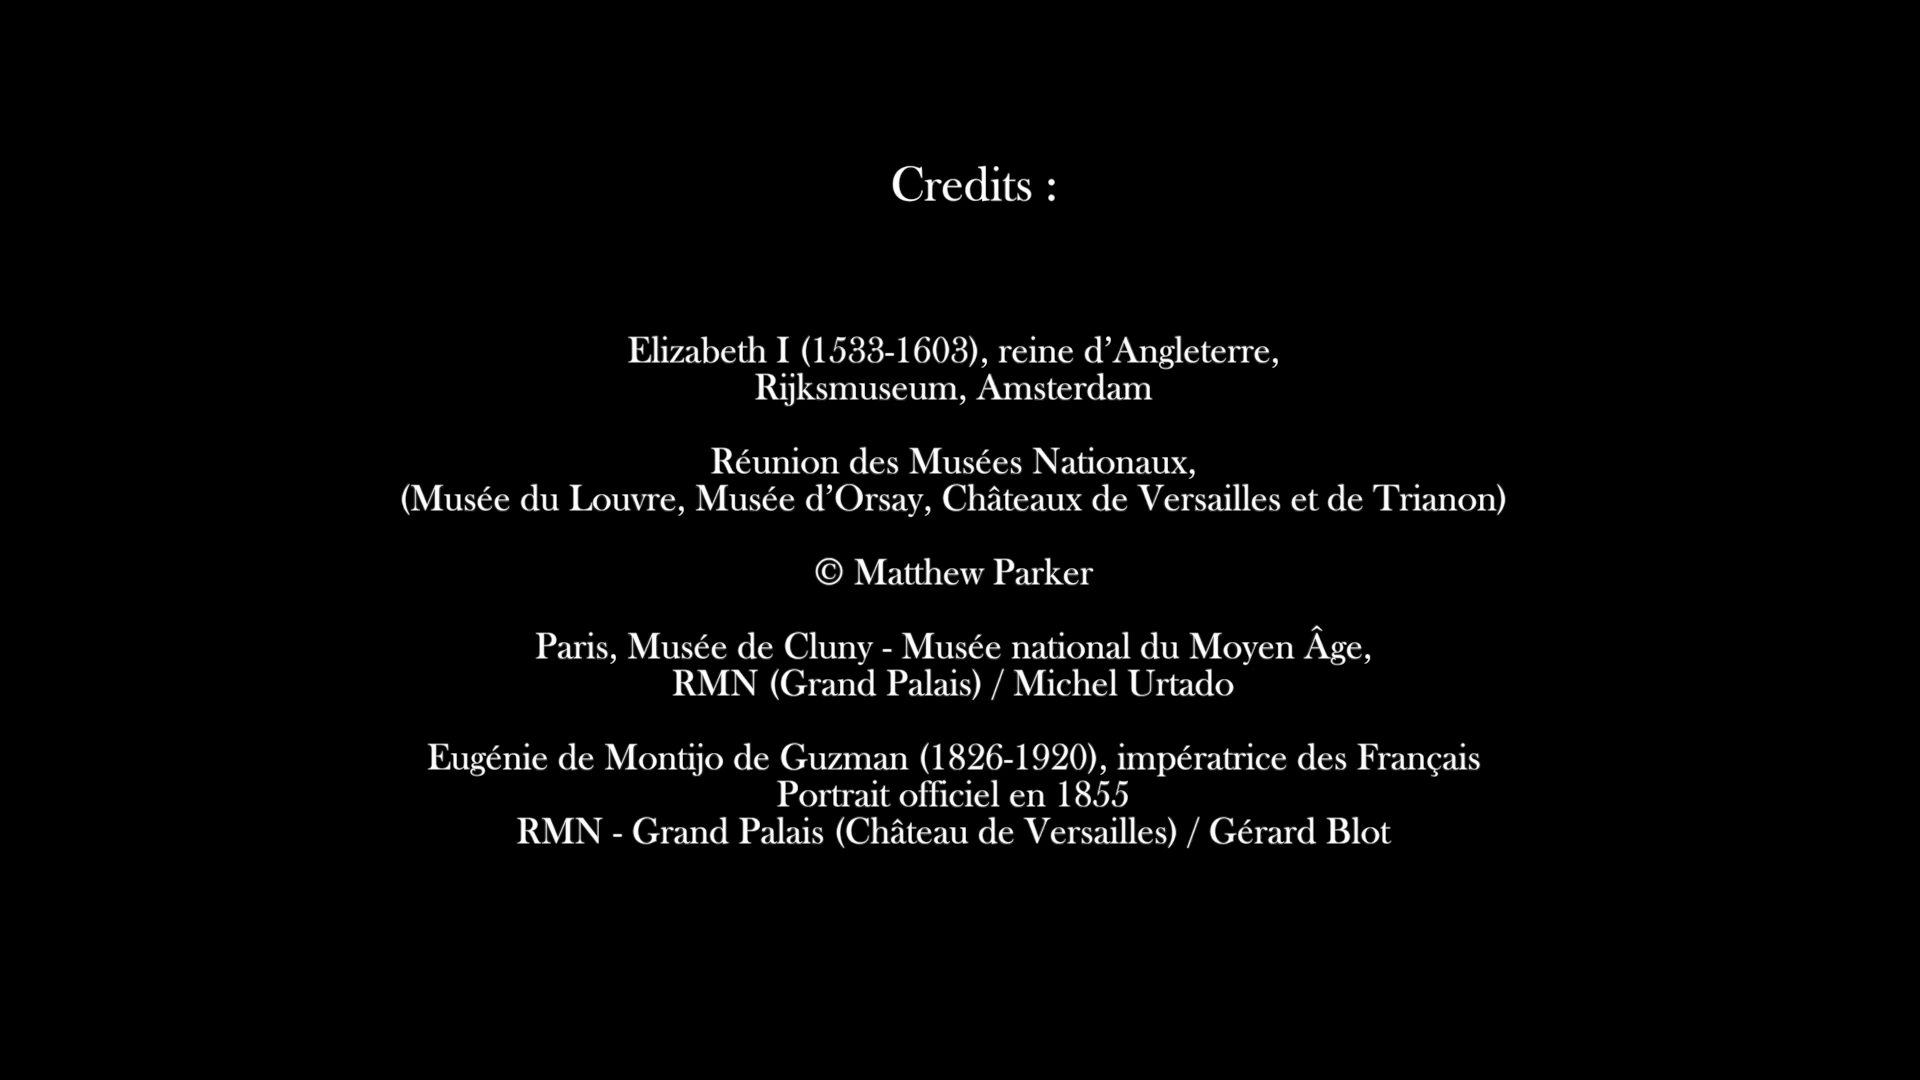 Credits :
Elizabeth I (1533-1603), reine d’Angleterre,
Rijksmuseum, Amsterdam
Réunion des Musées Nationaux,
(Musée du Louvre, Musée d’Orsay, Châteaux de Versailles et de Trianon)
© Matthew Parker
Paris, Musée de Cluny - Musée national du Moyen Âge,
RMN (Grand Palais) / Michel Urtado
Eugénie de Montijo de Guzman (1826-1920), impératrice des Français
Portrait officiel en 1855
RMN - Grand Palais (Château de Versailles) / Gérard Blot